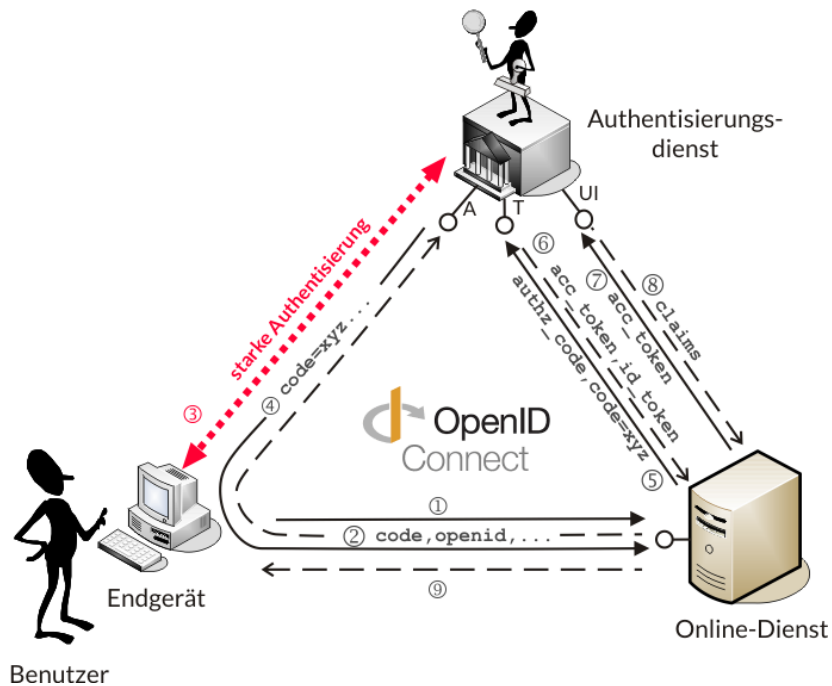 Authentisierungs-
dienst
A
T
UI
③
starke Authentisierung
④ code=xyz...
⑥ acc_token,id_token
authz_code,code=xyz
⑤
⑦ acc_token
⑧ claims
OpenID
Connect
①
② code,openid,...
⑨
Endgerät
Benutzer
Online-Dienst